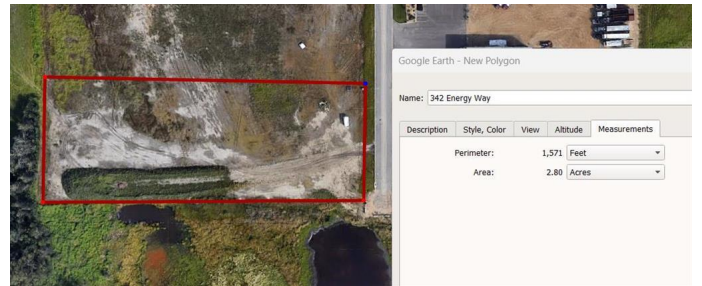 Google Earth - New Polygon
Name: 342 Energy Way
Description Style, Color View Altitude Measurements
Perimeter: 1,571 Feet
Area: 2.80 Acres